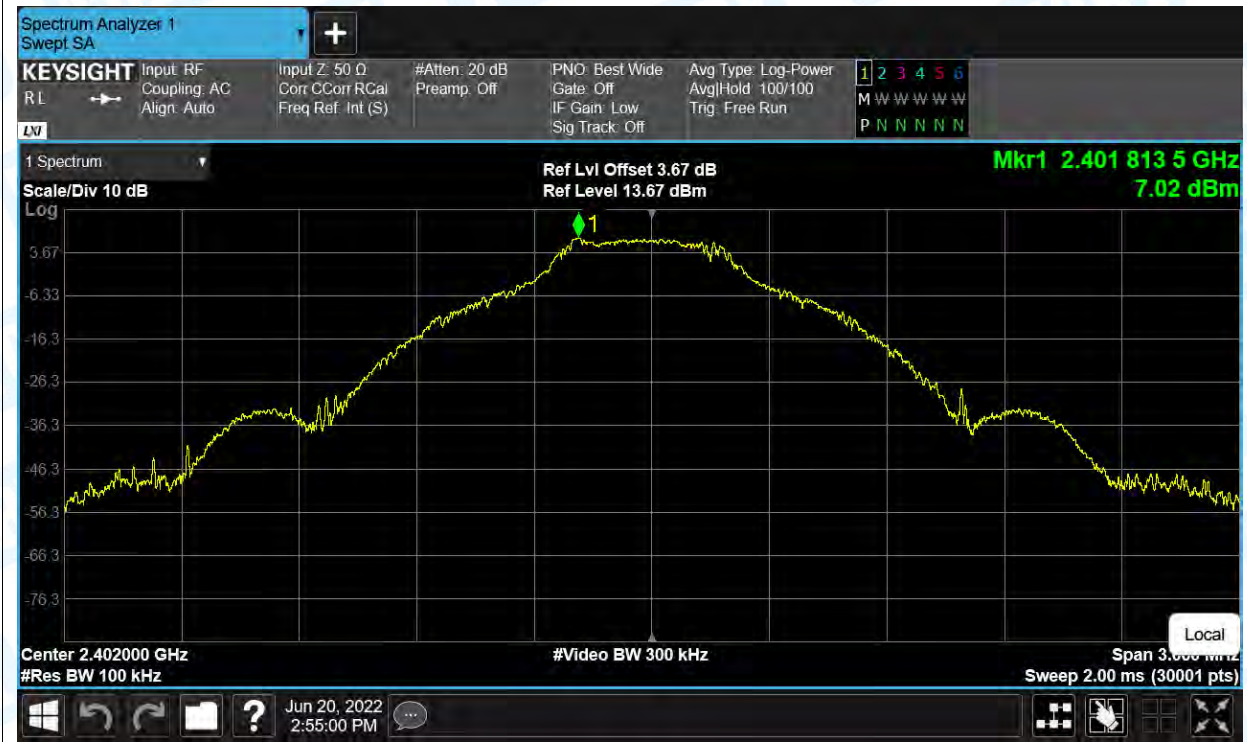 Spectrum Analyzer 1
Swept SA
+
KEYSIGHT Input: RF Input Z: 50 Ω #Atten: 20 dB PNO: Best Wide Avg Type: Log-Power 1 2 3 4 5 6
R L Coupling: AC Corr CCorr RCal Preamp: Off Gate: Off Avg|Hold: 100/100 M W W W W W W
Align: Auto Freq Ref: Int (S) IF Gain: Low Trig: Free Run
LXI Sig Track: Off P N N N N N N
1 Spectrum
Ref Lvl Offset 3.67 dB Mkr1 2.401 813 5 GHz
Scale/Div 10 dB Ref Level 13.67 dBm 7.02 dBm
Log
1
3.67
-6.33
-16.3
-26.3
-36.3
-46.3
-56.3
-66.3
-76.3
Local
Center 2.402000 GHz #Video BW 300 kHz Span 3.000 MHz
#Res BW 100 kHz Sweep 2.00 ms (30001 pts)
? Jun 20, 2022
2:55:00 PM